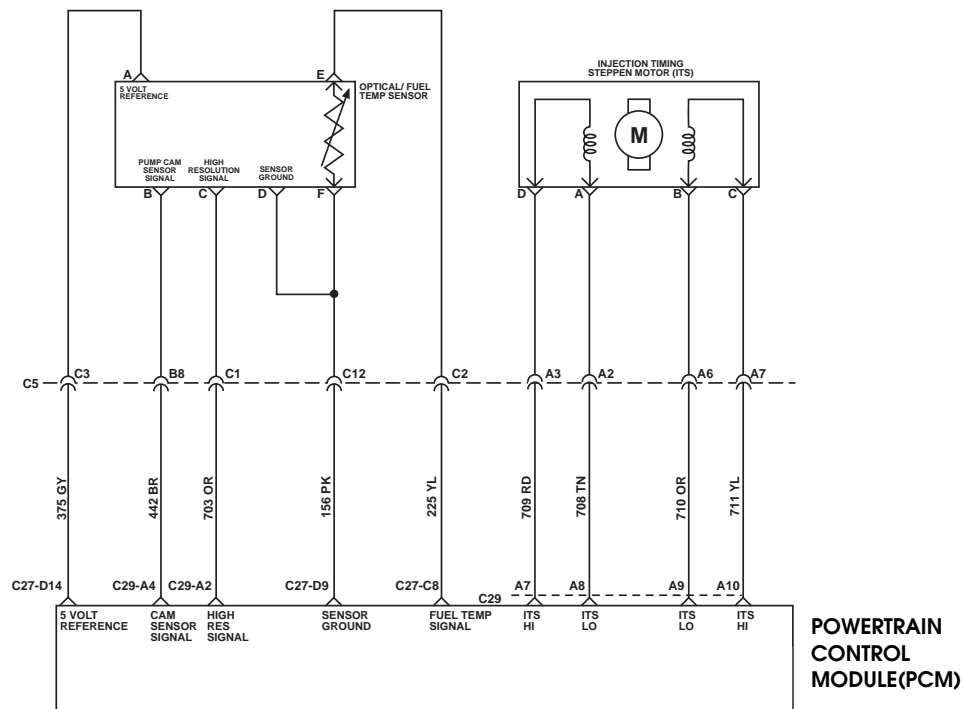 A
E
5 VOLT
REFERENCE
OPTICAL/ FUEL
TEMP SENSOR
PUMP CAM
SENSOR
SIGNAL
HIGH
RESOLUTION
SIGNAL
SENSOR
GROUND
B
C
D
F
INJECTION TIMING
STEPPEN MOTOR (ITS)
M
D
A
B
C
C5
C3
B8
C1
C12
C2
A3
A2
A6
A7
375 GY
442 BR
703 OR
156 PK
225 YL
709 RD
708 TN
710 OR
711 YL
C27-D14
C29-A4
C29-A2
C27-D9
C27-C8
C29
A7
A8
A9
A10
5 VOLT
REFERENCE
CAM
SENSOR
SIGNAL
HIGH
RES
SIGNAL
SENSOR
GROUND
FUEL TEMP
SIGNAL
ITS
HI
ITS
LO
ITS
LO
ITS
HI
POWERTRAIN
CONTROL
MODULE(PCM)